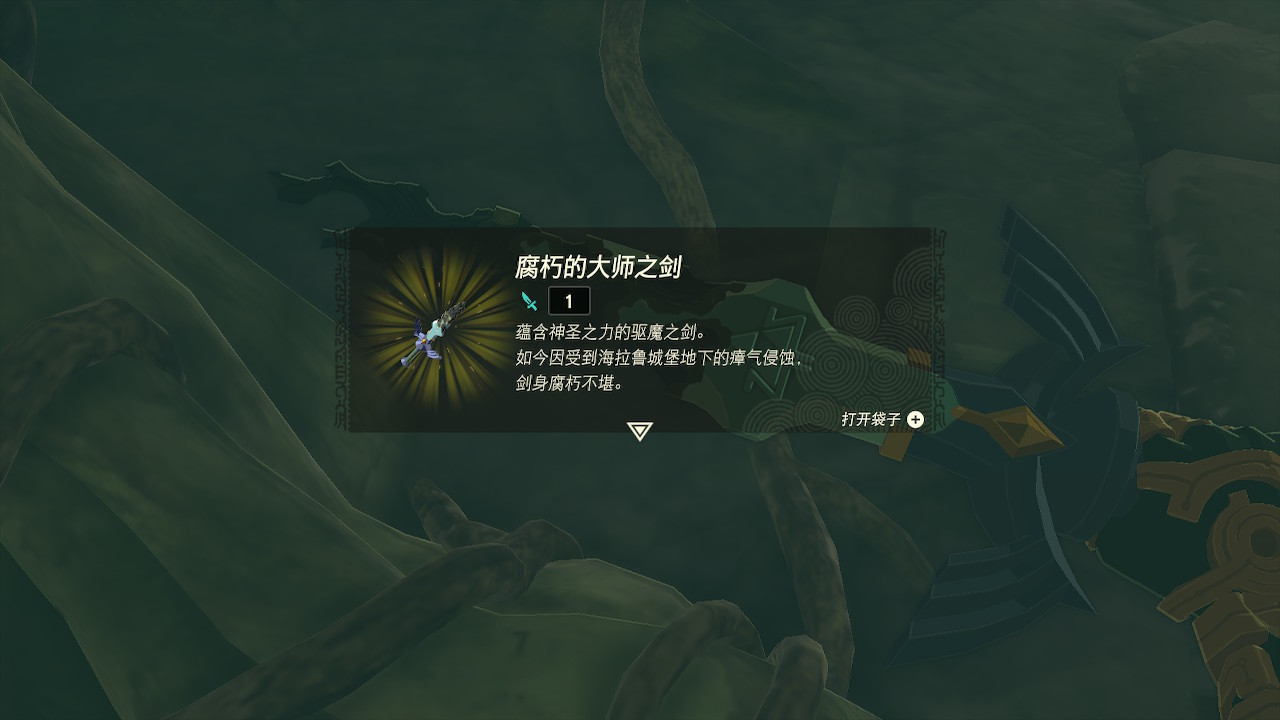 腐朽的大师之剑
1
蕴含神圣之力的驱魔之剑。
如今因受到海拉鲁城堡地下的瘴气侵蚀，
剑身腐朽不堪。
打开袋子